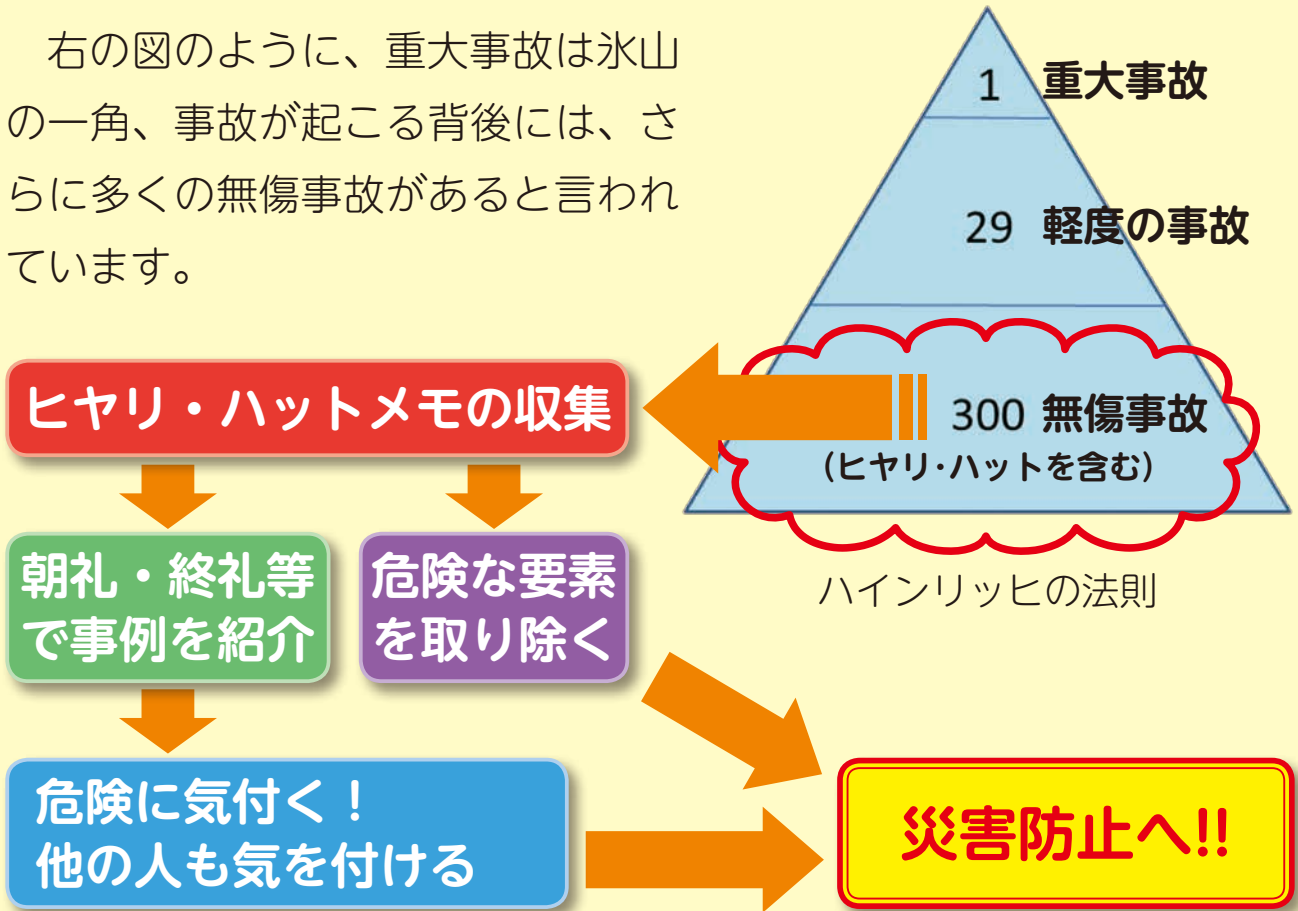 右の図のように、重大事故は氷山
の一角、事故が起こる背後には、さ
らに多くの無傷事故があると言われ
ています。
1 重大事故
29 軽度の事故
300 無傷事故
(ヒヤリ・ハットを含む)
ハインリッヒの法則
ヒヤリ・ハットメモの収集
朝礼・終礼等
で事例を紹介
危険な要素
を取り除く
危険に気付く！
他の人も気を付ける
災害防止へ!!